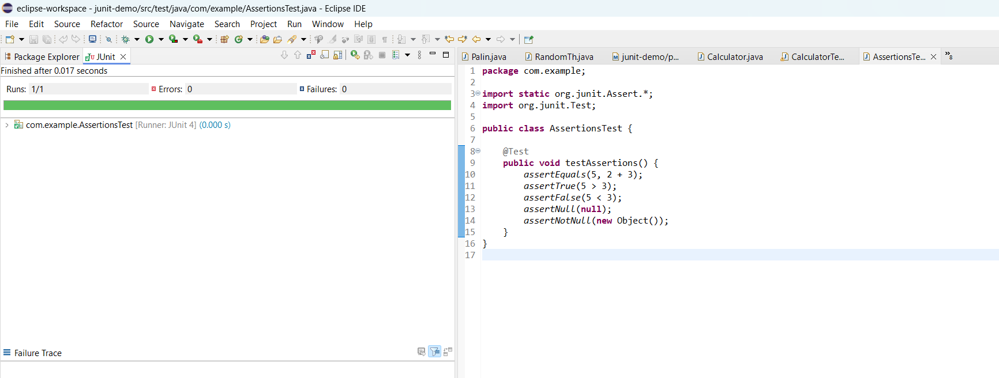 eclipse-workspace - junit-demo/src/test/java/com/example/AssertionsTest.java - Eclipse IDE
File Edit Source Refactor Source Navigate Search Project Run Window Help
Package Explorer JUnit
Finished after 0.017 seconds
Runs: 1/1 Errors: 0 Failures: 0
com.example.AssertionsTest [Runner: JUnit 4] (0.000 s)
Failure Trace
Palin.java RandomTh.java junit-demo/p... Calculator.java CalculatorTe... AssertionsTe... »8
1 package com.example;
2
3 import static org.junit.Assert.*;
4 import org.junit.Test;
5
6 public class AssertionsTest {
7
8 @Test
9 public void testAssertions() {
10 assertEquals(5, 2 + 3);
11 assertTrue(5 > 3);
12 assertFalse(5 < 3);
13 assertNull(null);
14 assertNotNull(new Object());
15 }
16 }
17